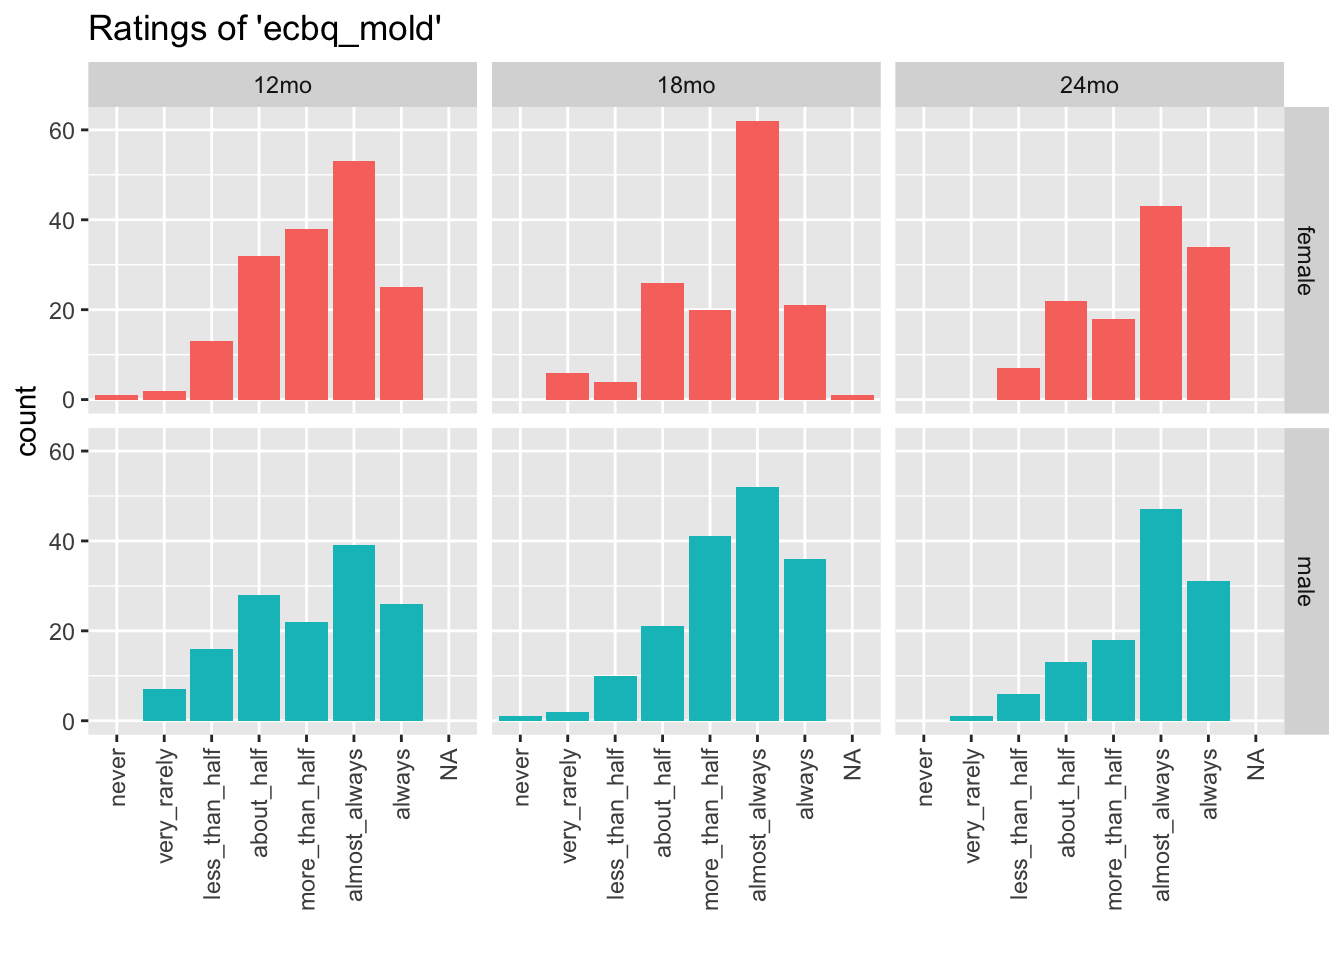 Ratings of 'ecbq_mold'
12mo
18mo
24mo
60
40
20
0
female
count
60
40
20
0
male
never
very_rarely
less_than_half
about_half
more_than_half
almost_always
always
NA
never
very_rarely
less_than_half
about_half
more_than_half
almost_always
always
NA
never
very_rarely
less_than_half
about_half
more_than_half
almost_always
always
NA